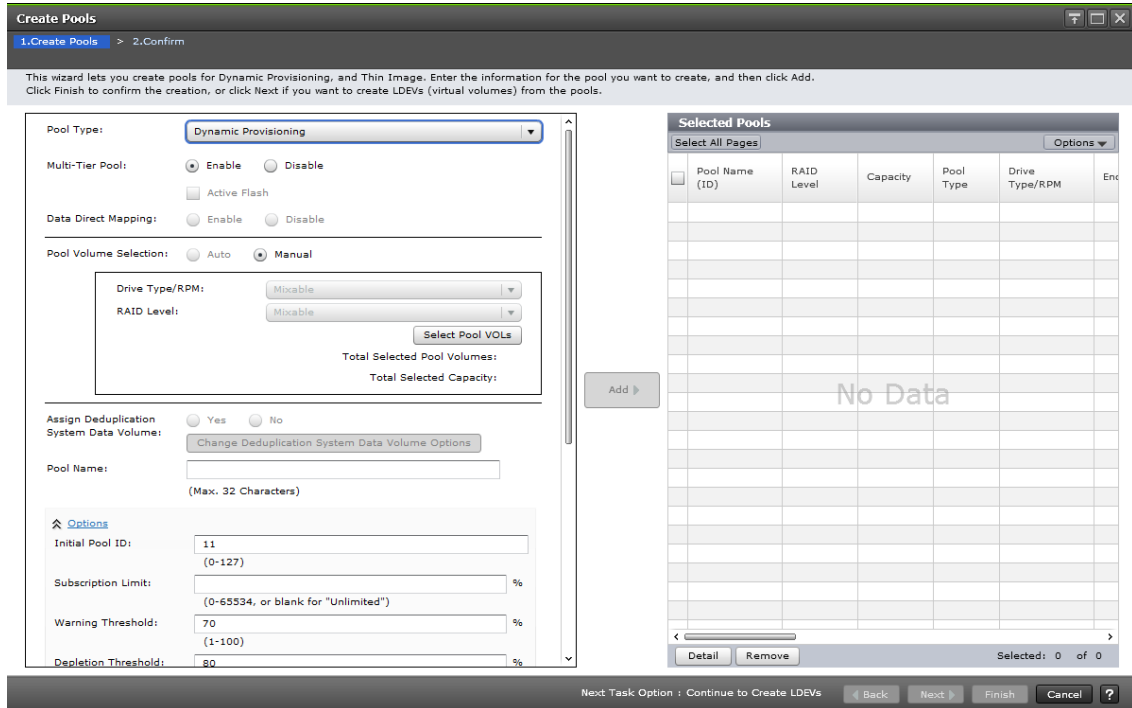 Create Pools
1.Create Pools > 2.Confirm
This wizard lets you create pools for Dynamic Provisioning, and Thin Image. Enter the information for the pool you want to create, and then click Add.
Click Finish to confirm the creation, or click Next if you want to create LDEVs (virtual volumes) from the pools.
Pool Type: Dynamic Provisioning
Multi-Tier Pool: Enable Disable
Active Flash
Data Direct Mapping: Enable Disable
Pool Volume Selection: Auto Manual
Drive Type/RPM: Mixable
RAID Level: Mixable
Select Pool VOLs
Total Selected Pool Volumes:
Total Selected Capacity:
Assign Deduplication
System Data Volume: Yes No
Change Deduplication System Data Volume Options
Pool Name:
(Max. 32 Characters)
Options
Initial Pool ID: 11
(0-127)
Subscription Limit: %
(0-65534, or blank for "Unlimited")
Warning Threshold: 70 %
(1-100)
Depletion Threshold: 80 %
Add
Selected Pools
Select All Pages Options
Pool Name
(ID)
RAID
Level
Capacity
Pool
Type
Drive
Type/RPM
Enc
No Data
Detail Remove Selected: 0 of 0
Next Task Option : Continue to Create LDEVs Back Next Finish Cancel ?